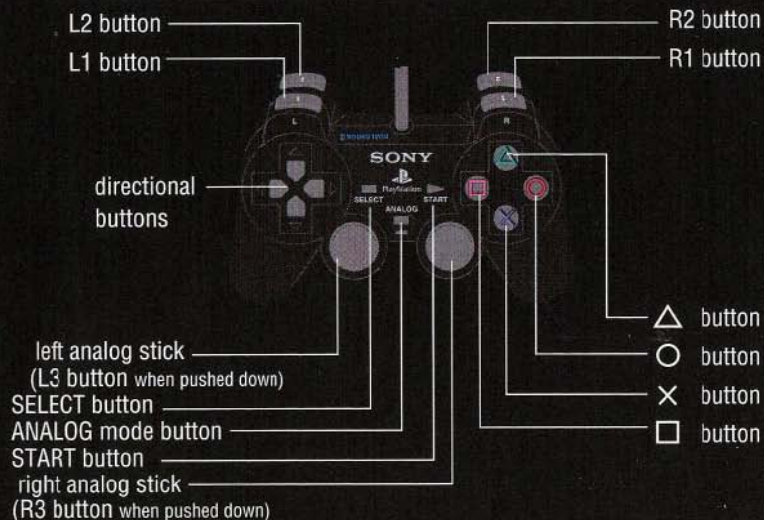 L2 button
L1 button
R2 button
R1 button
L
R
SONY
PlayStation
SELECT
START
ANALOG
directional
buttons
left analog stick
(L3 button when pushed down)
SELECT button
ANALOG mode button
START button
right analog stick
(R3 button when pushed down)
△ button
○ button
✕ button
□ button